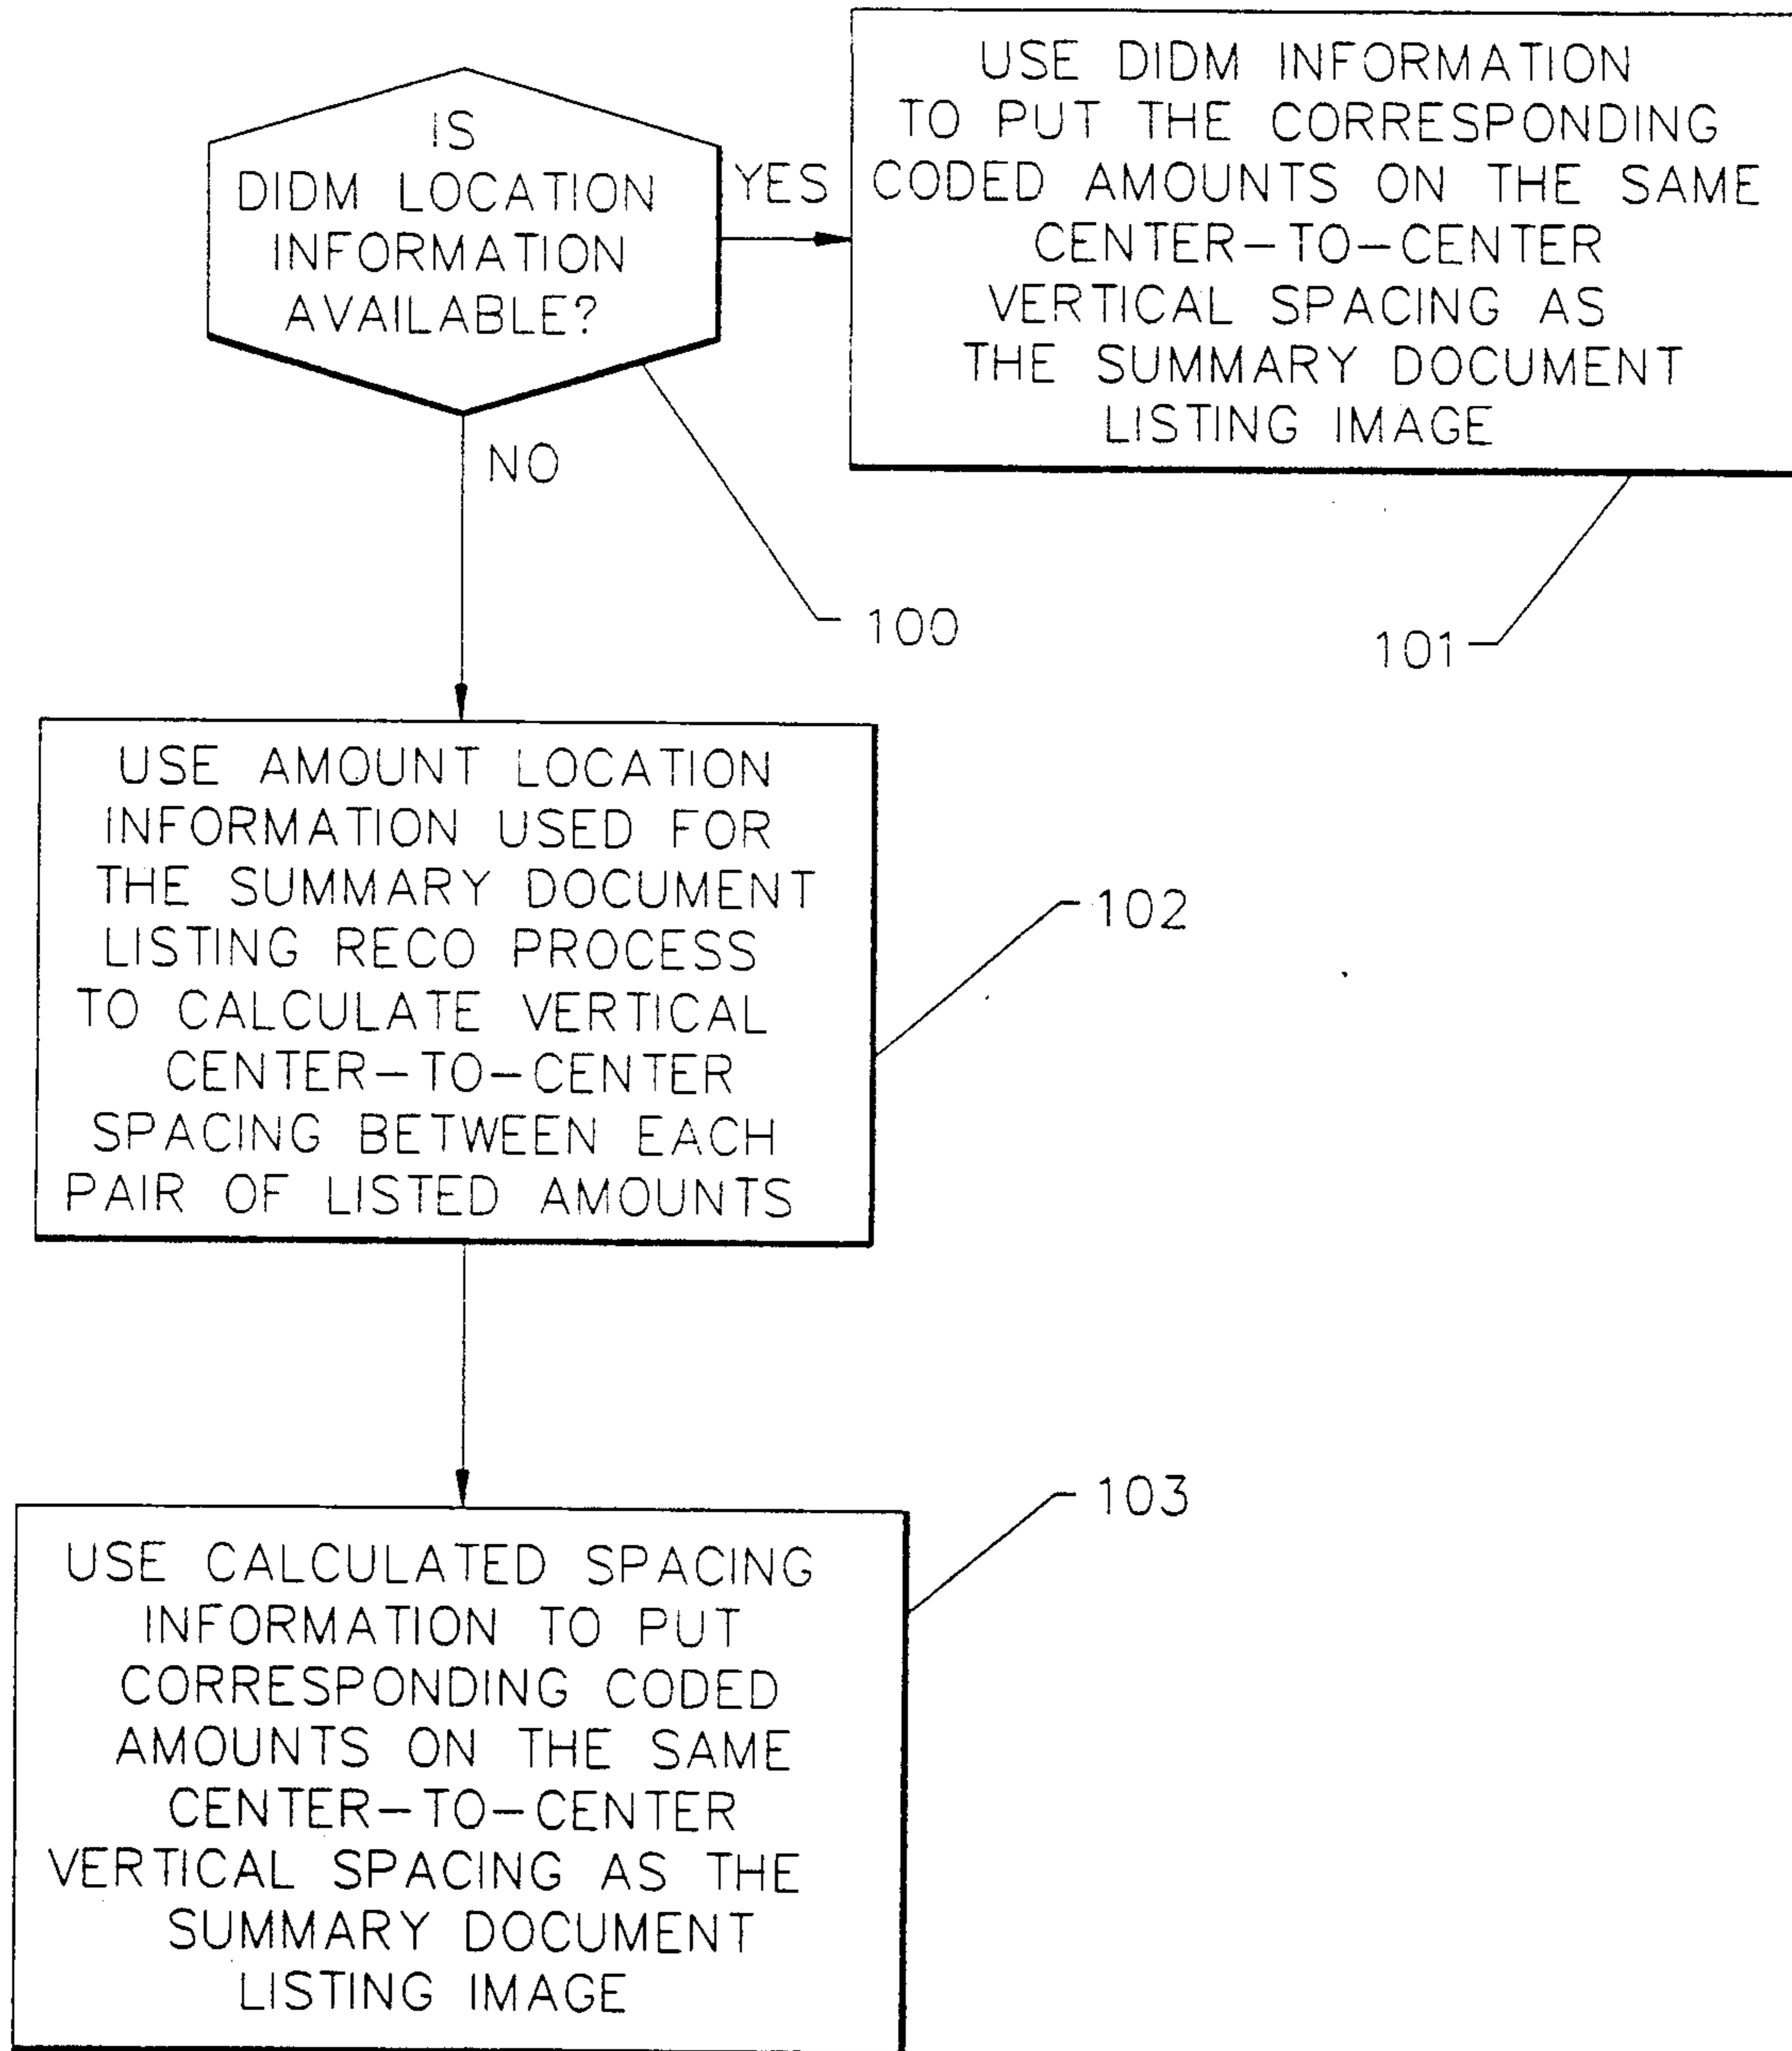 IS
DIDM LOCATION
INFORMATION
AVAILABLE?
YES
USE DIDM INFORMATION
TO PUT THE CORRESPONDING
CODED AMOUNTS ON THE SAME
CENTER-TO-CENTER
VERTICAL SPACING AS
THE SUMMARY DOCUMENT
LISTING IMAGE
NO
100
101
USE AMOUNT LOCATION
INFORMATION USED FOR
THE SUMMARY DOCUMENT
LISTING RECO PROCESS
TO CALCULATE VERTICAL
CENTER-TO-CENTER
SPACING BETWEEN EACH
PAIR OF LISTED AMOUNTS
102
USE CALCULATED SPACING
INFORMATION TO PUT
CORRESPONDING CODED
AMOUNTS ON THE SAME
CENTER-TO-CENTER
VERTICAL SPACING AS THE
SUMMARY DOCUMENT
LISTING IMAGE
103